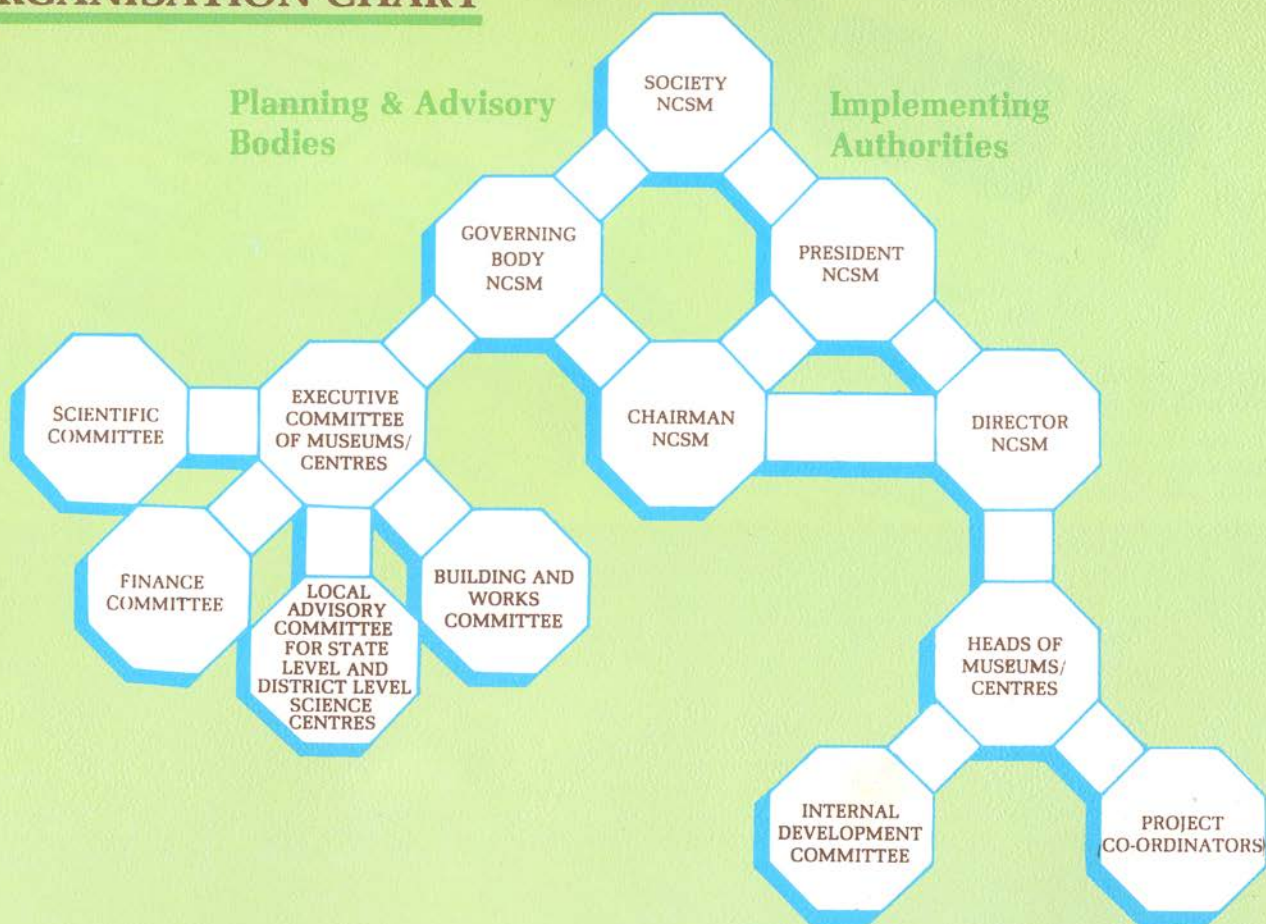 RGANISATION CHART
Planning & Advisory
Bodies
Implementing
Authorities
SOCIETY
NCSM
GOVERNING
BODY
NCSM
PRESIDENT
NCSM
SCIENTIFIC
COMMITTEE
EXECUTIVE
COMMITTEE
OF MUSEUMS/
CENTRES
CHAIRMAN
NCSM
DIRECTOR
NCSM
FINANCE
COMMITTEE
LOCAL
ADVISORY
COMMITTEE
FOR STATE
LEVEL AND
DISTRICT LEVEL
SCIENCE
CENTRES
BUILDING AND
WORKS
COMMITTEE
HEADS OF
MUSEUMS/
CENTRES
INTERNAL
DEVELOPMENT
COMMITTEE
PROJECT
CO-ORDINATORS